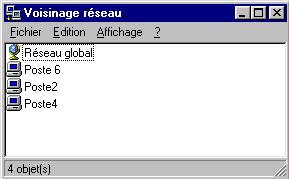 Voisinage réseau
Fichier Edition Affichage ?
Réseau global
Poste 6
Poste2
Poste4
4 objet(s)